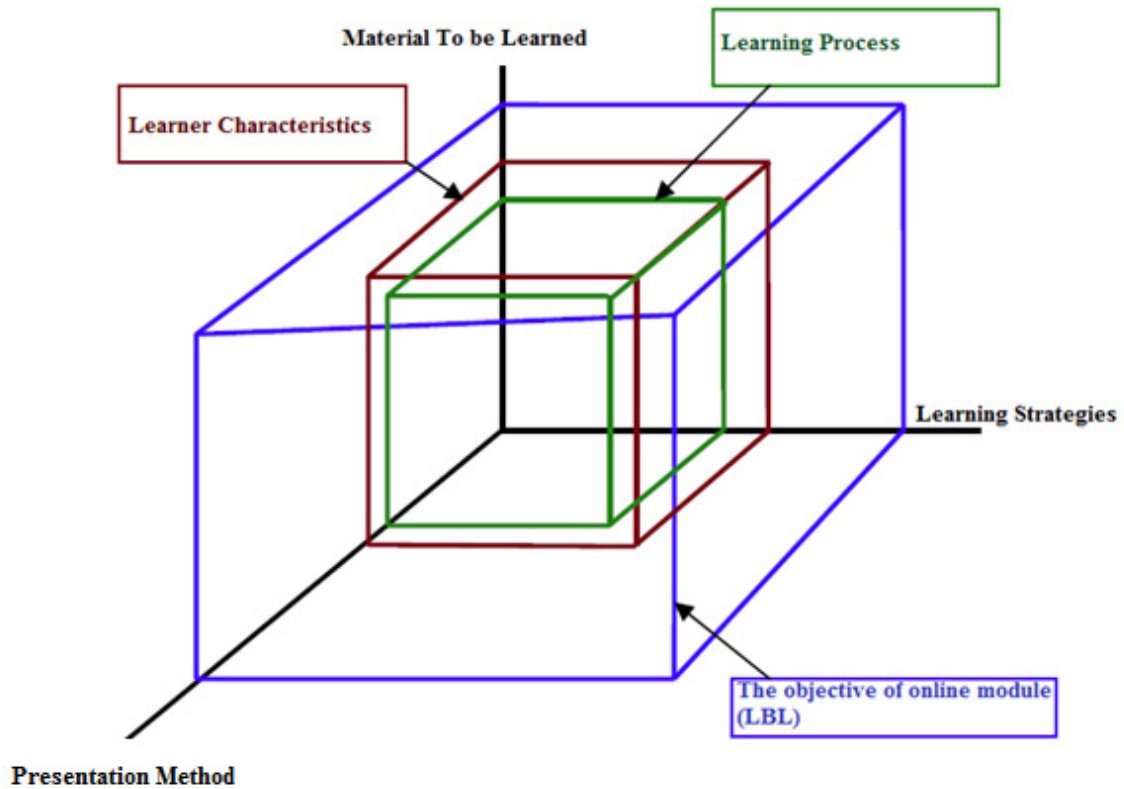 Material To be Learned
Learning Process
Learner Characteristics
Learning Strategies
The objective of online module
(LBL)
Presentation Method